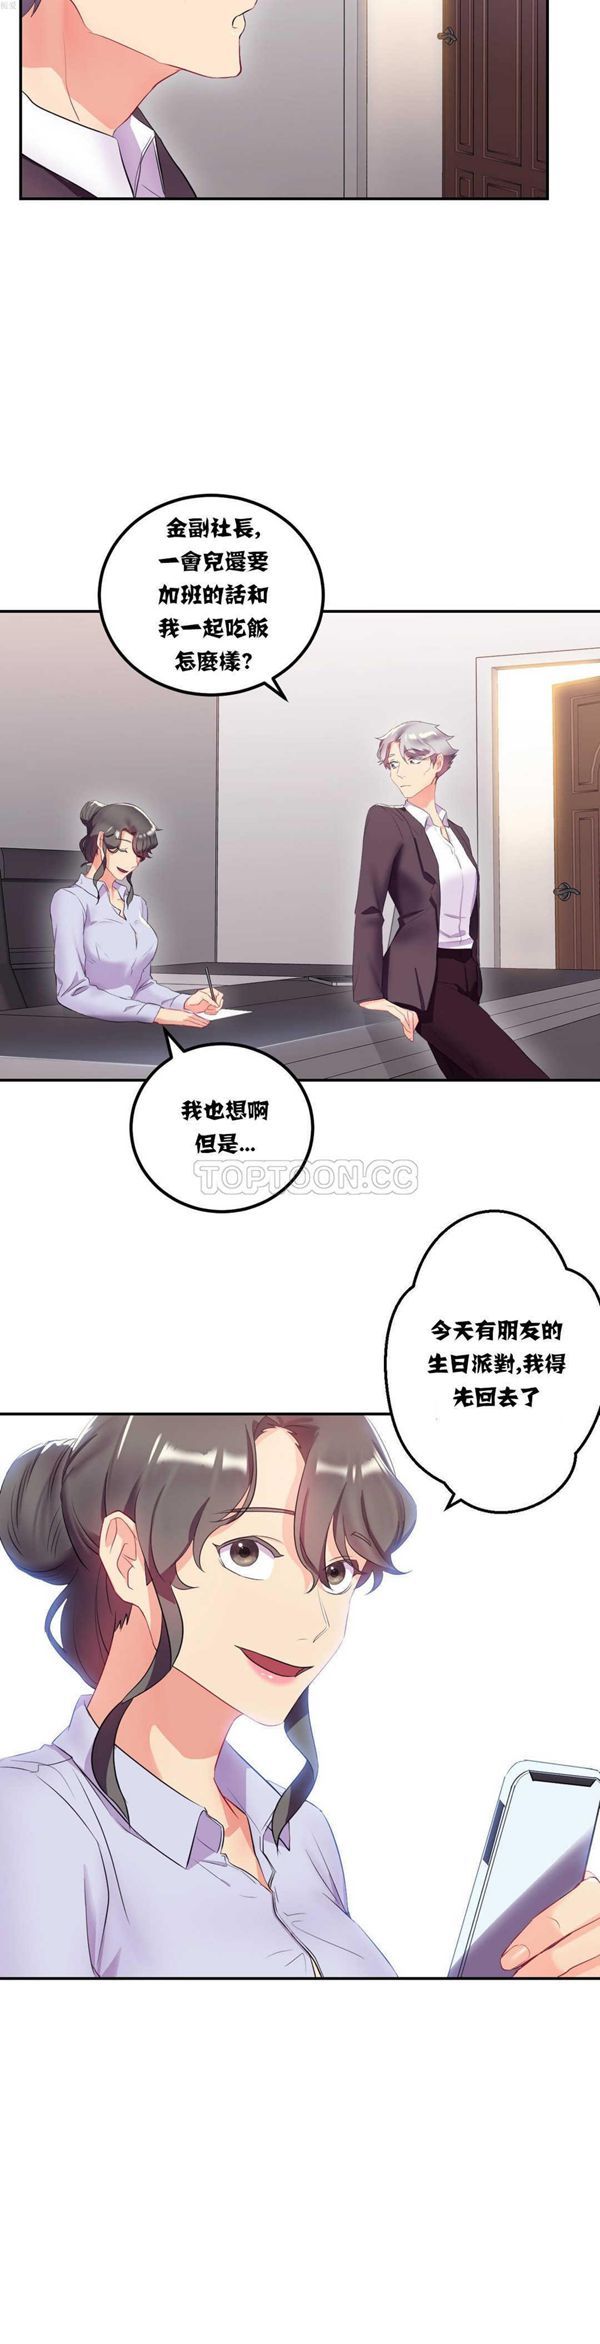 極愛
金副社長,
一會兒還要
加班的話和
我一起吃飯
怎麼樣?
我也想啊
但是...
TOPTOON.CC
今天有朋友的
生日派對,我得
先回去了